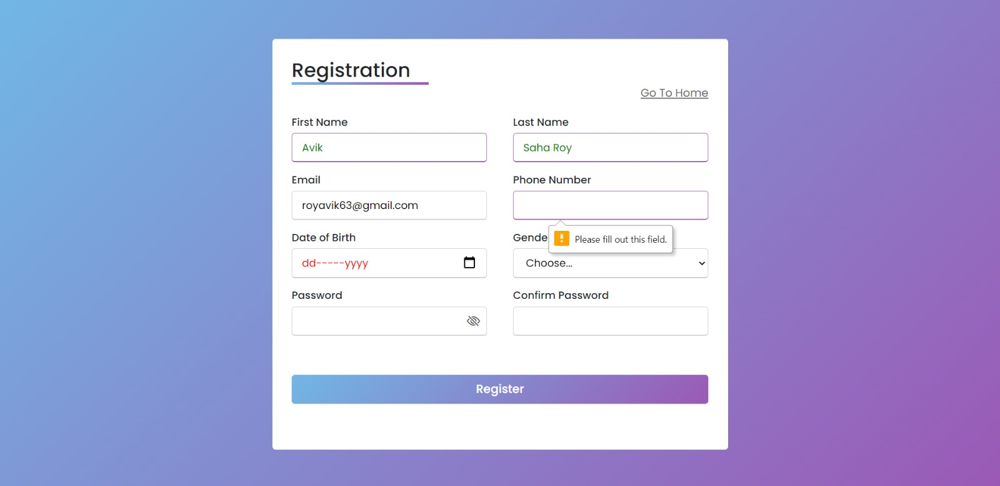 Registration
Go To Home
First Name
Last Name
Avik
Saha Roy
Email
Phone Number
royavik63@gmail.com
Please fill out this field.
Date of Birth
Gende
dd-----yyyy
Choose...
Password
Confirm Password
Register